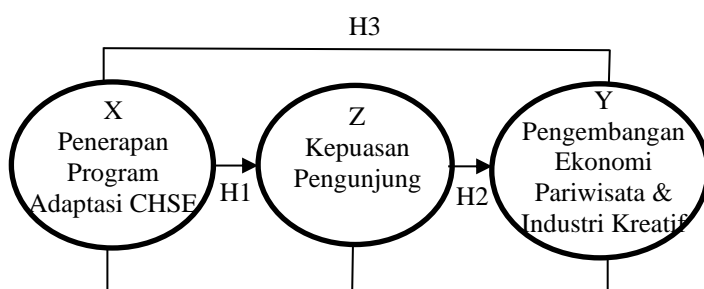 H3
X
Penerapan
Program
Adaptasi CHSE
H1
Z
Kepuasan
Pengunjung
H2
Y
Pengembangan
Ekonomi
Pariwisata &
Industri Kreatif